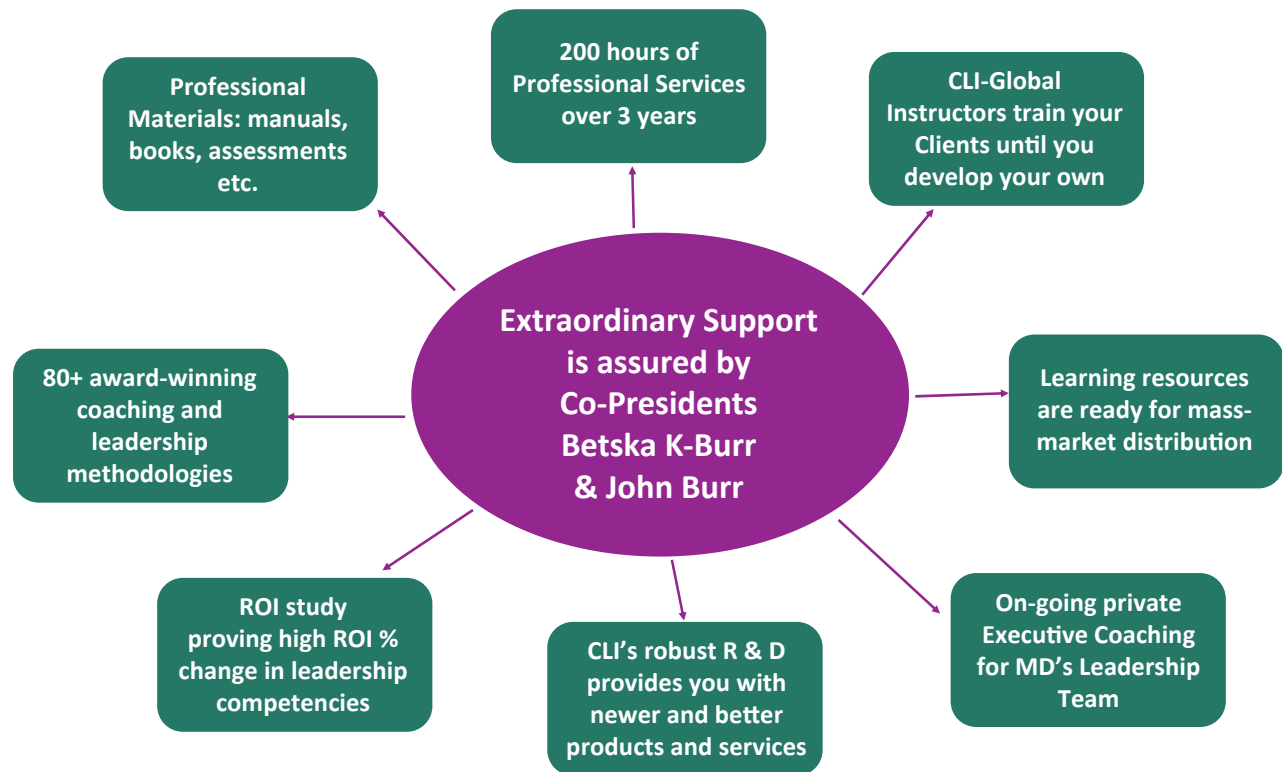 200 hours of
Professional Services
over 3 years
Professional
Materials: manuals,
books, assessments
etc.
CLI-Global
Instructors train your
Clients until you
develop your own
Extraordinary Support
is assured by
Co-Presidents
Betska K-Burr
& John Burr
80+ award-winning
coaching and
leadership
methodologies
Learning resources
are ready for mass-
market distribution
ROI study
proving high ROI %
change in leadership
competencies
CLI's robust R & D
provides you with
newer and better
products and services
On-going private
Executive Coaching
for MD's Leadership
Team